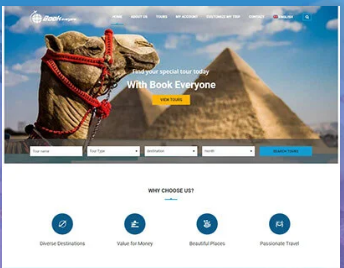 HOME ABOUT US TOURS MY ACCOUNT CUSTOMIZE MY TRIP CONTACT ENGLISH
Find your special tour today
With Book Everyone
VIEW TOURS
Tour name Tour Type Destination Month SEARCH TOURS
WHY CHOOSE US?
Diverse Destinations Value for Money Beautiful Places Passionate Travel